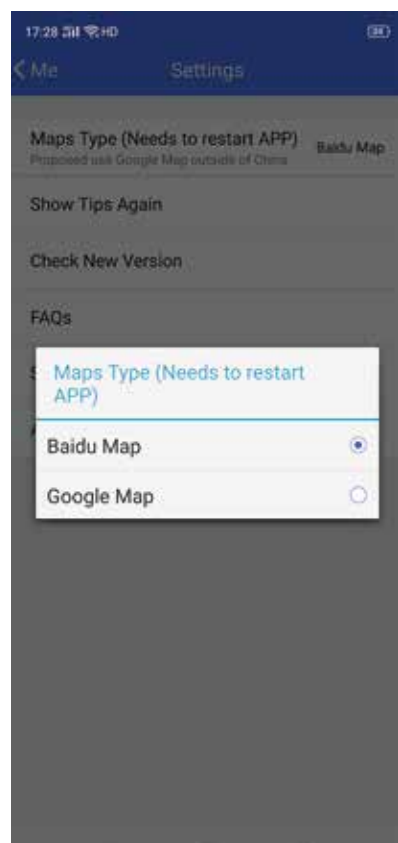 17:28 HD
Me
Settings
Maps Type (Needs to restart APP)
Baidu Map
Proposed use Google Map outside of China
Show Tips Again
Check New Version
FAQs
Maps Type (Needs to restart
APP)
Baidu Map
Google Map